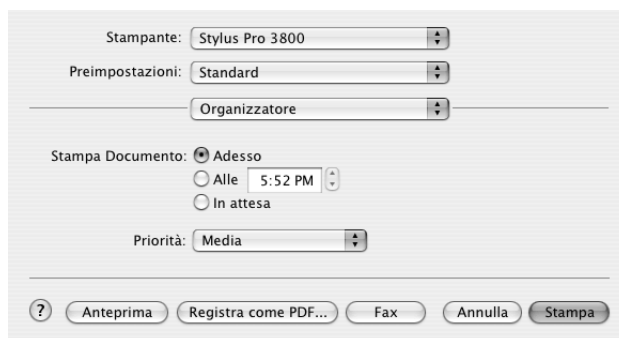 Stampante: Stylus Pro 3800
Preimpostazioni: Standard
Organizzatore
Stampa Documento: Adesso
Alle 5:52 PM
In attesa
Priorità: Media
? Anteprima Registra come PDF... Fax Annulla Stampa